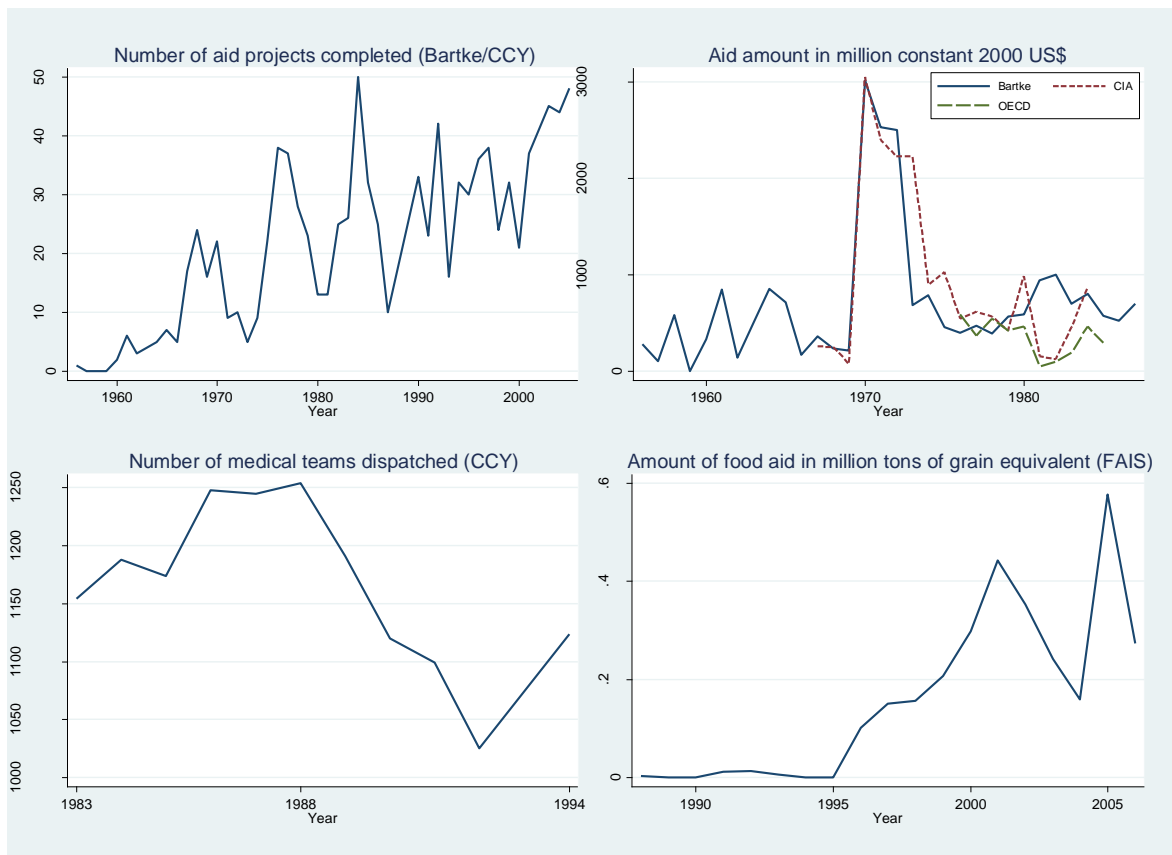 Number of aid projects completed (Bartke/CCY)
50
40
30
20
10
0
1960 1970 1980 1990 2000
Year
Aid amount in million constant 2000 US$
Bartke CIA
OECD
3000
2000
1000
0
1960 1970 1980
Year
Number of medical teams dispatched (CCY)
1250
1200
1150
1100
1050
1000
1983 1988 1994
Year
Amount of food aid in million tons of grain equivalent (FAIS)
.6
.4
.2
0
1990 1995 2000 2005
Year